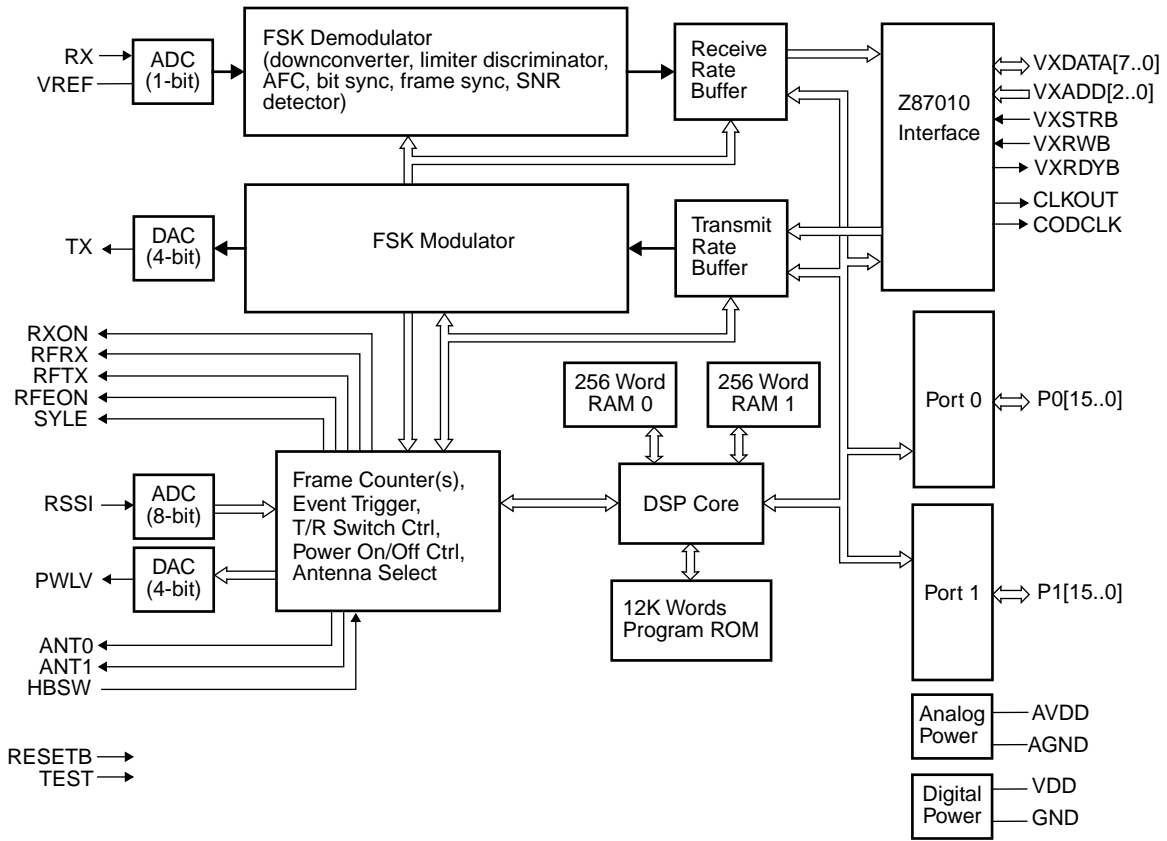 RX
VREF
ADC
(1-bit)
FSK Demodulator
(downconverter, limiter discriminator,
AFC, bit sync, frame sync, SNR
detector)
Receive
Rate
Buffer
Z87010
Interface
VXDATA[7..0]
VXADD[2..0]
VXSTRB
VXRWB
VXRDYB
CLKOUT
CODCLK
TX
DAC
(4-bit)
FSK Modulator
Transmit
Rate
Buffer
RXON
RFRX
RFTX
RFEON
SYLE
256 Word
RAM 0
256 Word
RAM 1
Port 0
P0[15..0]
RSSI
ADC
(8-bit)
Frame Counter(s),
Event Trigger,
T/R Switch Ctrl,
Power On/Off Ctrl,
Antenna Select
DSP Core
PWLV
DAC
(4-bit)
12K Words
Program ROM
Port 1
P1[15..0]
ANT0
ANT1
HBSW
Analog
Power
AVDD
AGND
RESETB
TEST
Digital
Power
VDD
GND